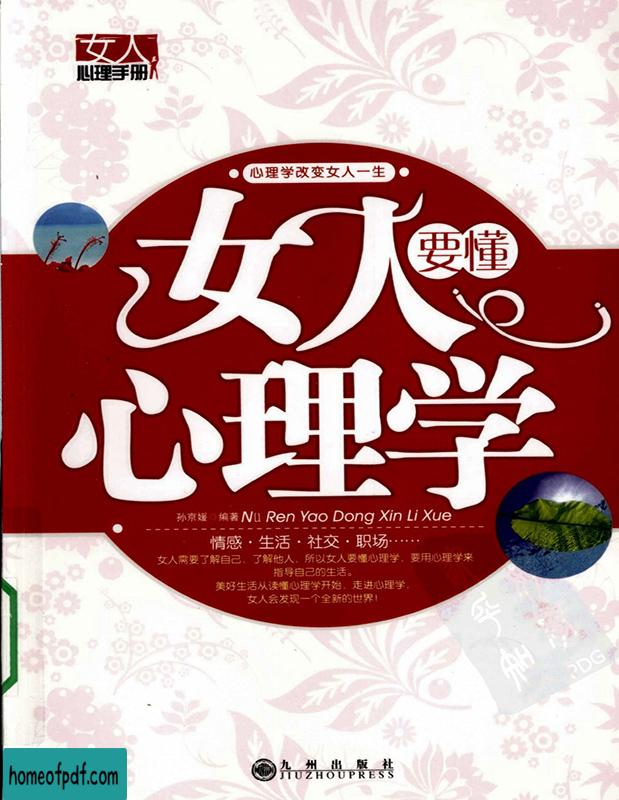 女人
心理手册
心理学改变女人一生
女人要懂
心理学
孙京媛 编著 Nü Ren Yao Dong Xin Li Xue
情感·生活·社交·职场……
女人需要了解自己，了解他人，所以女人要懂心理学，要用心理学来
指导自己的生活。
美好生活从读懂心理学开始，走进心理学，
女人会发现一个全新的世界！
PDG
九州出版社
JIUZHOUPRESS
homeofpdf.com